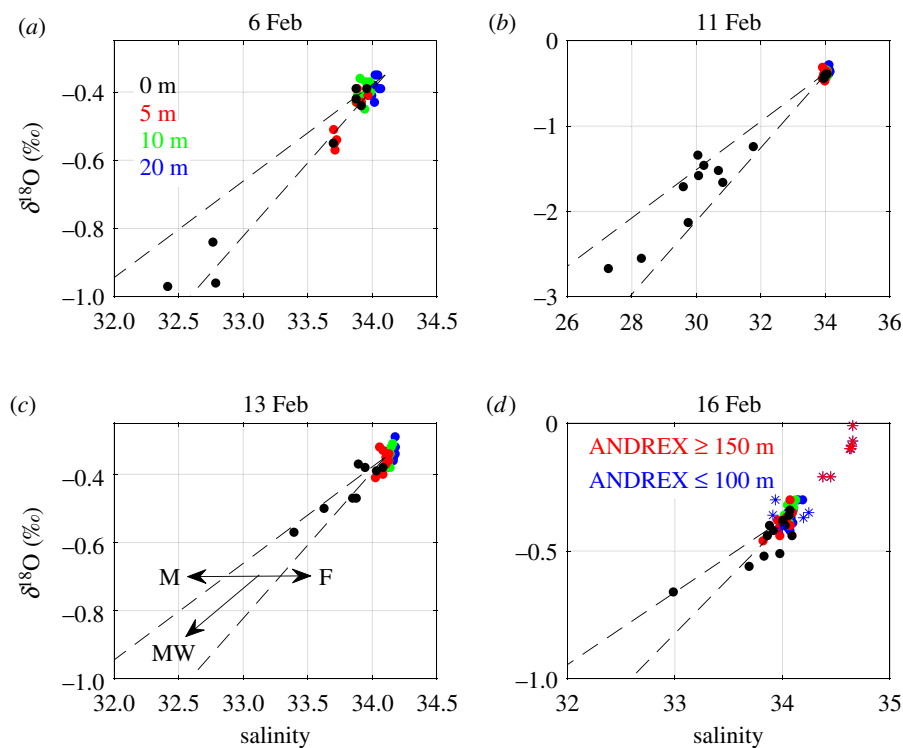 (a) 6 Feb
0 m
5 m
10 m
20 m
δ¹⁸O (‰)
−0.4
−0.6
−0.8
−1.0
32.0 32.5 33.0 33.5 34.0 34.5
(b) 11 Feb
0
−1
−2
−3
26 28 30 32 34 36
(c) 13 Feb
δ¹⁸O (‰)
−0.4
−0.6
−0.8
−1.0
M F
MW
32.0 32.5 33.0 33.5 34.0 34.5
salinity
(d) 16 Feb
0
−0.5
−1.0
ANDREX ≥ 150 m
ANDREX ≤ 100 m
32 33 34 35
salinity